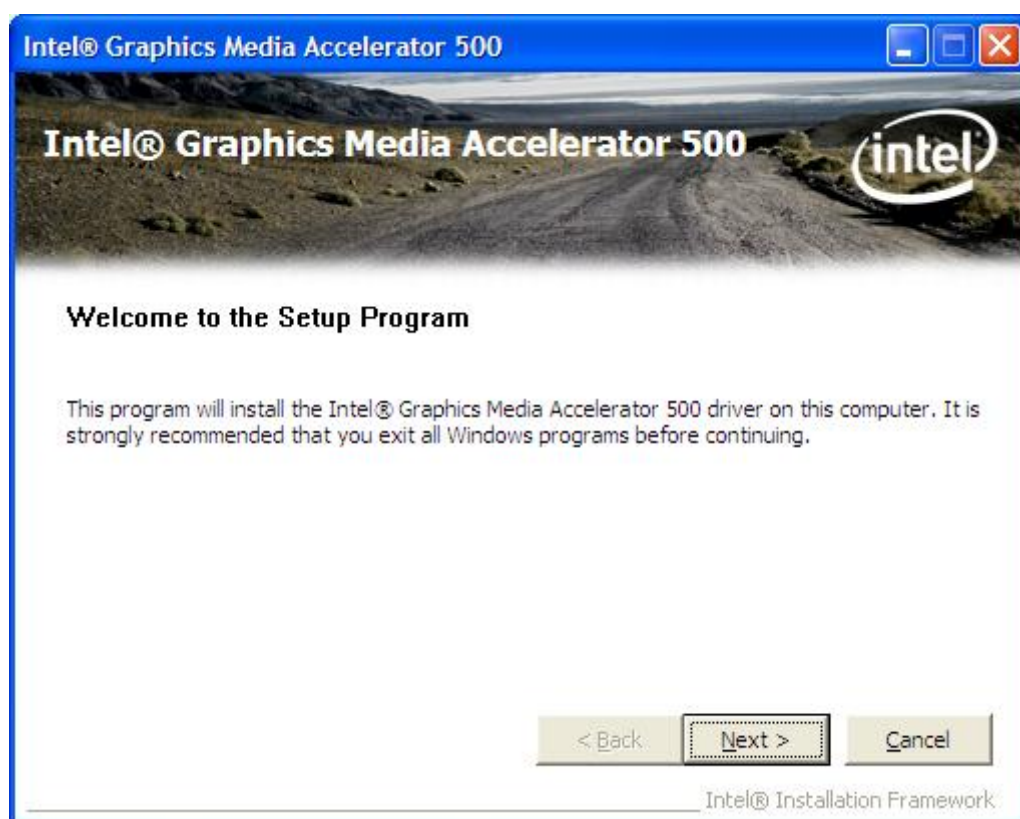 Intel® Graphics Media Accelerator 500
Intel® Graphics Media Accelerator 500
intel
Welcome to the Setup Program
This program will install the Intel® Graphics Media Accelerator 500 driver on this computer. It is
strongly recommended that you exit all Windows programs before continuing.
< Back Next > Cancel
Intel® Installation Framework